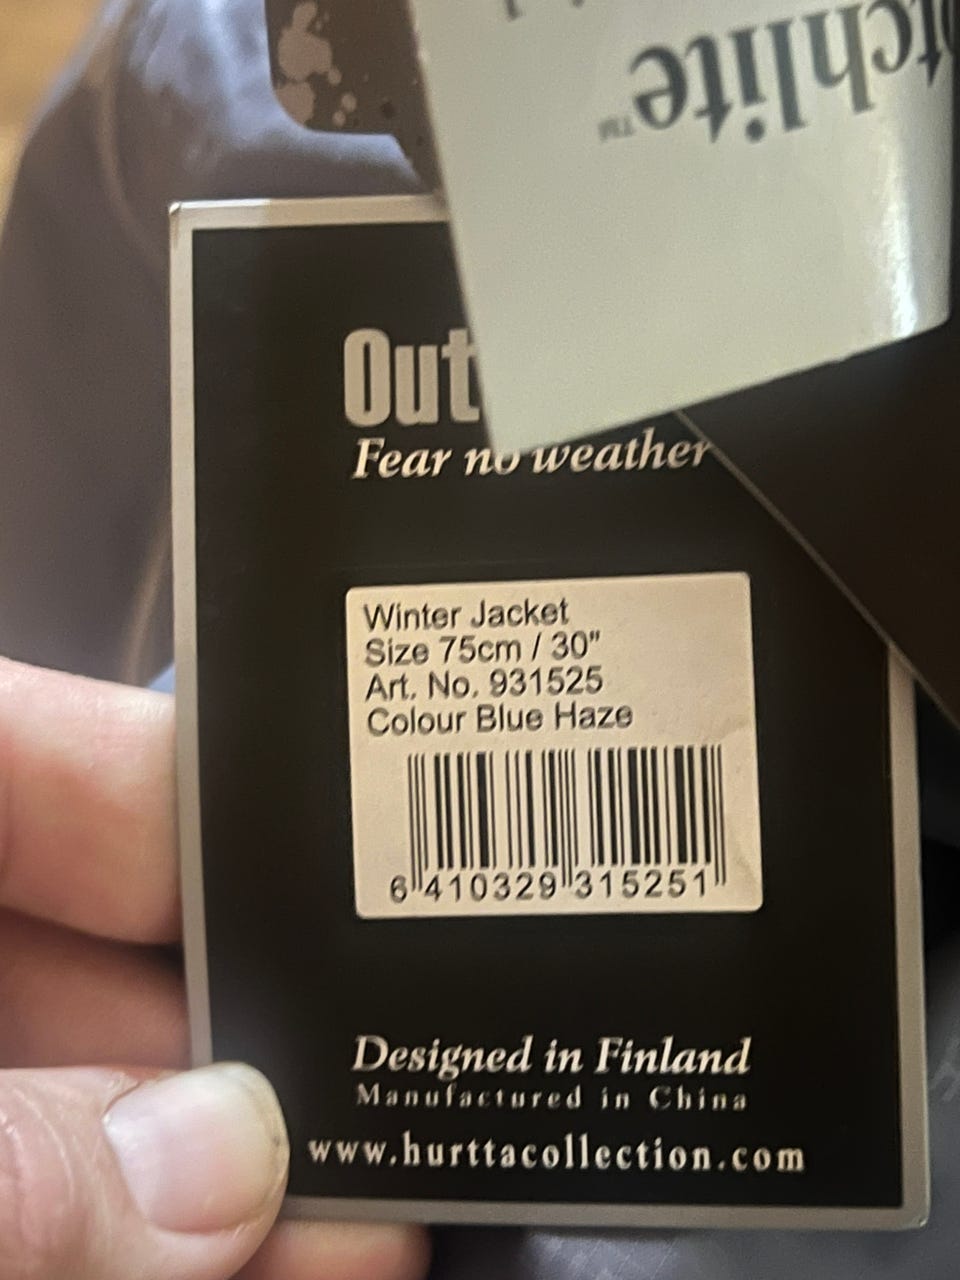 tchlite™
Out
Fear no weather
Winter Jacket
Size 75cm / 30"
Art. No. 931525
Colour Blue Haze
6 410329 315251
Designed in Finland
Manufactured in China
www.hurttacollection.com